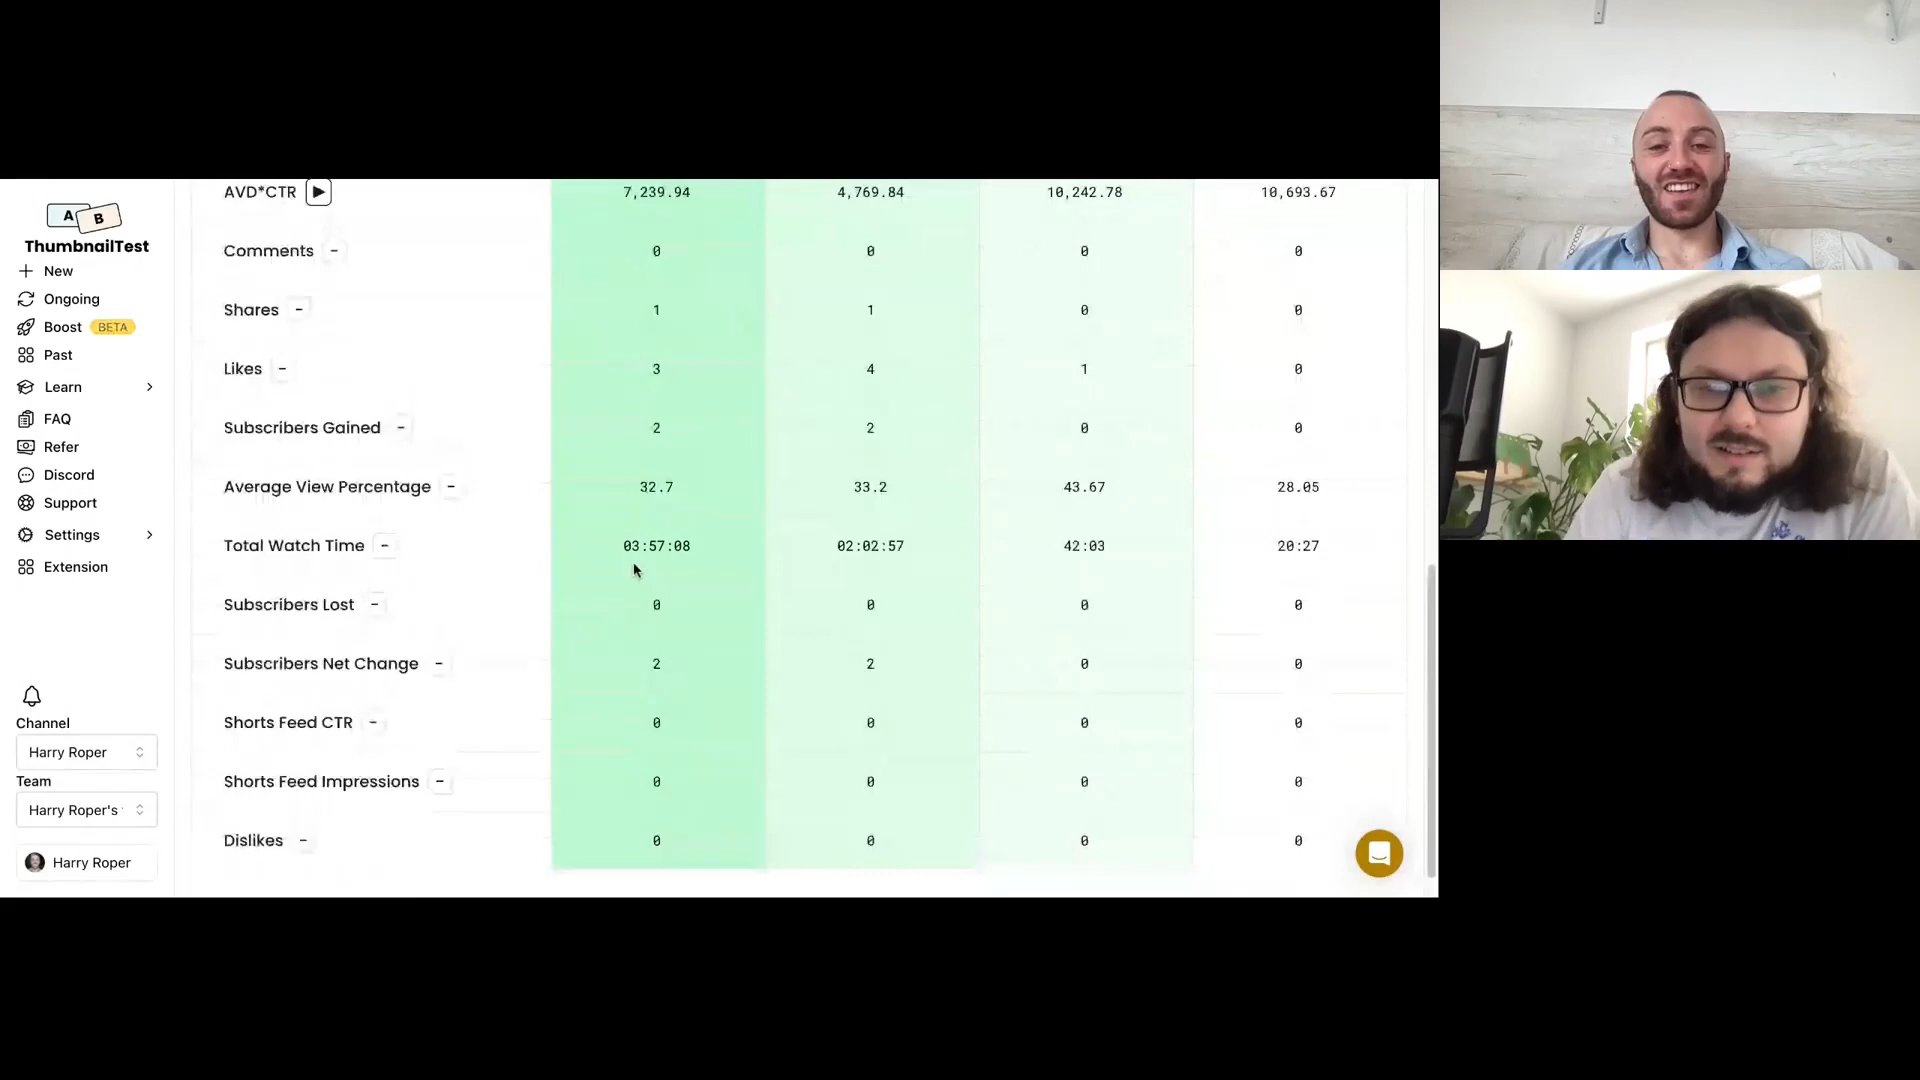 A B
ThumbnailTest
New
Ongoing
Boost BETA
Past
Learn
FAQ
Refer
Discord
Support
Settings
Extension
Channel
Harry Roper
Team
Harry Roper's
Harry Roper
AVD*CTR 7,239.94 4,769.84 10,242.78 10,693.67
Comments - 0 0 0 0
Shares - 1 1 0 0
Likes - 3 4 1 0
Subscribers Gained - 2 2 0 0
Average View Percentage - 32.7 33.2 43.67 28.05
Total Watch Time - 03:57:08 02:02:57 42:03 20:27
Subscribers Lost - 0 0 0 0
Subscribers Net Change - 2 2 0 0
Shorts Feed CTR - 0 0 0 0
Shorts Feed Impressions - 0 0 0 0
Dislikes - 0 0 0 0